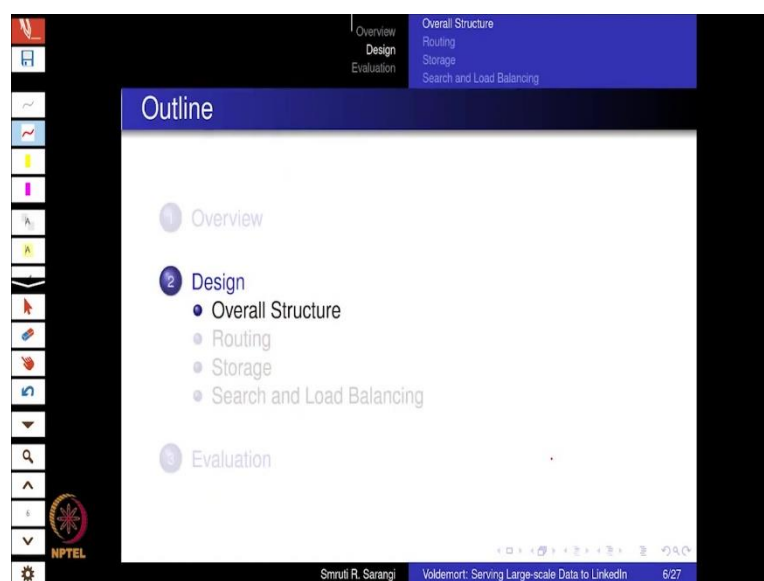 Overview
Design
Evaluation
Overall Structure
Routing
Storage
Search and Load Balancing
Outline
1 Overview
2 Design
Overall Structure
Routing
Storage
Search and Load Balancing
3 Evaluation
A
A
6
NPTEL
Smruti R. Sarangi
Voldemort: Serving Large-scale Data to LinkedIn
6/27